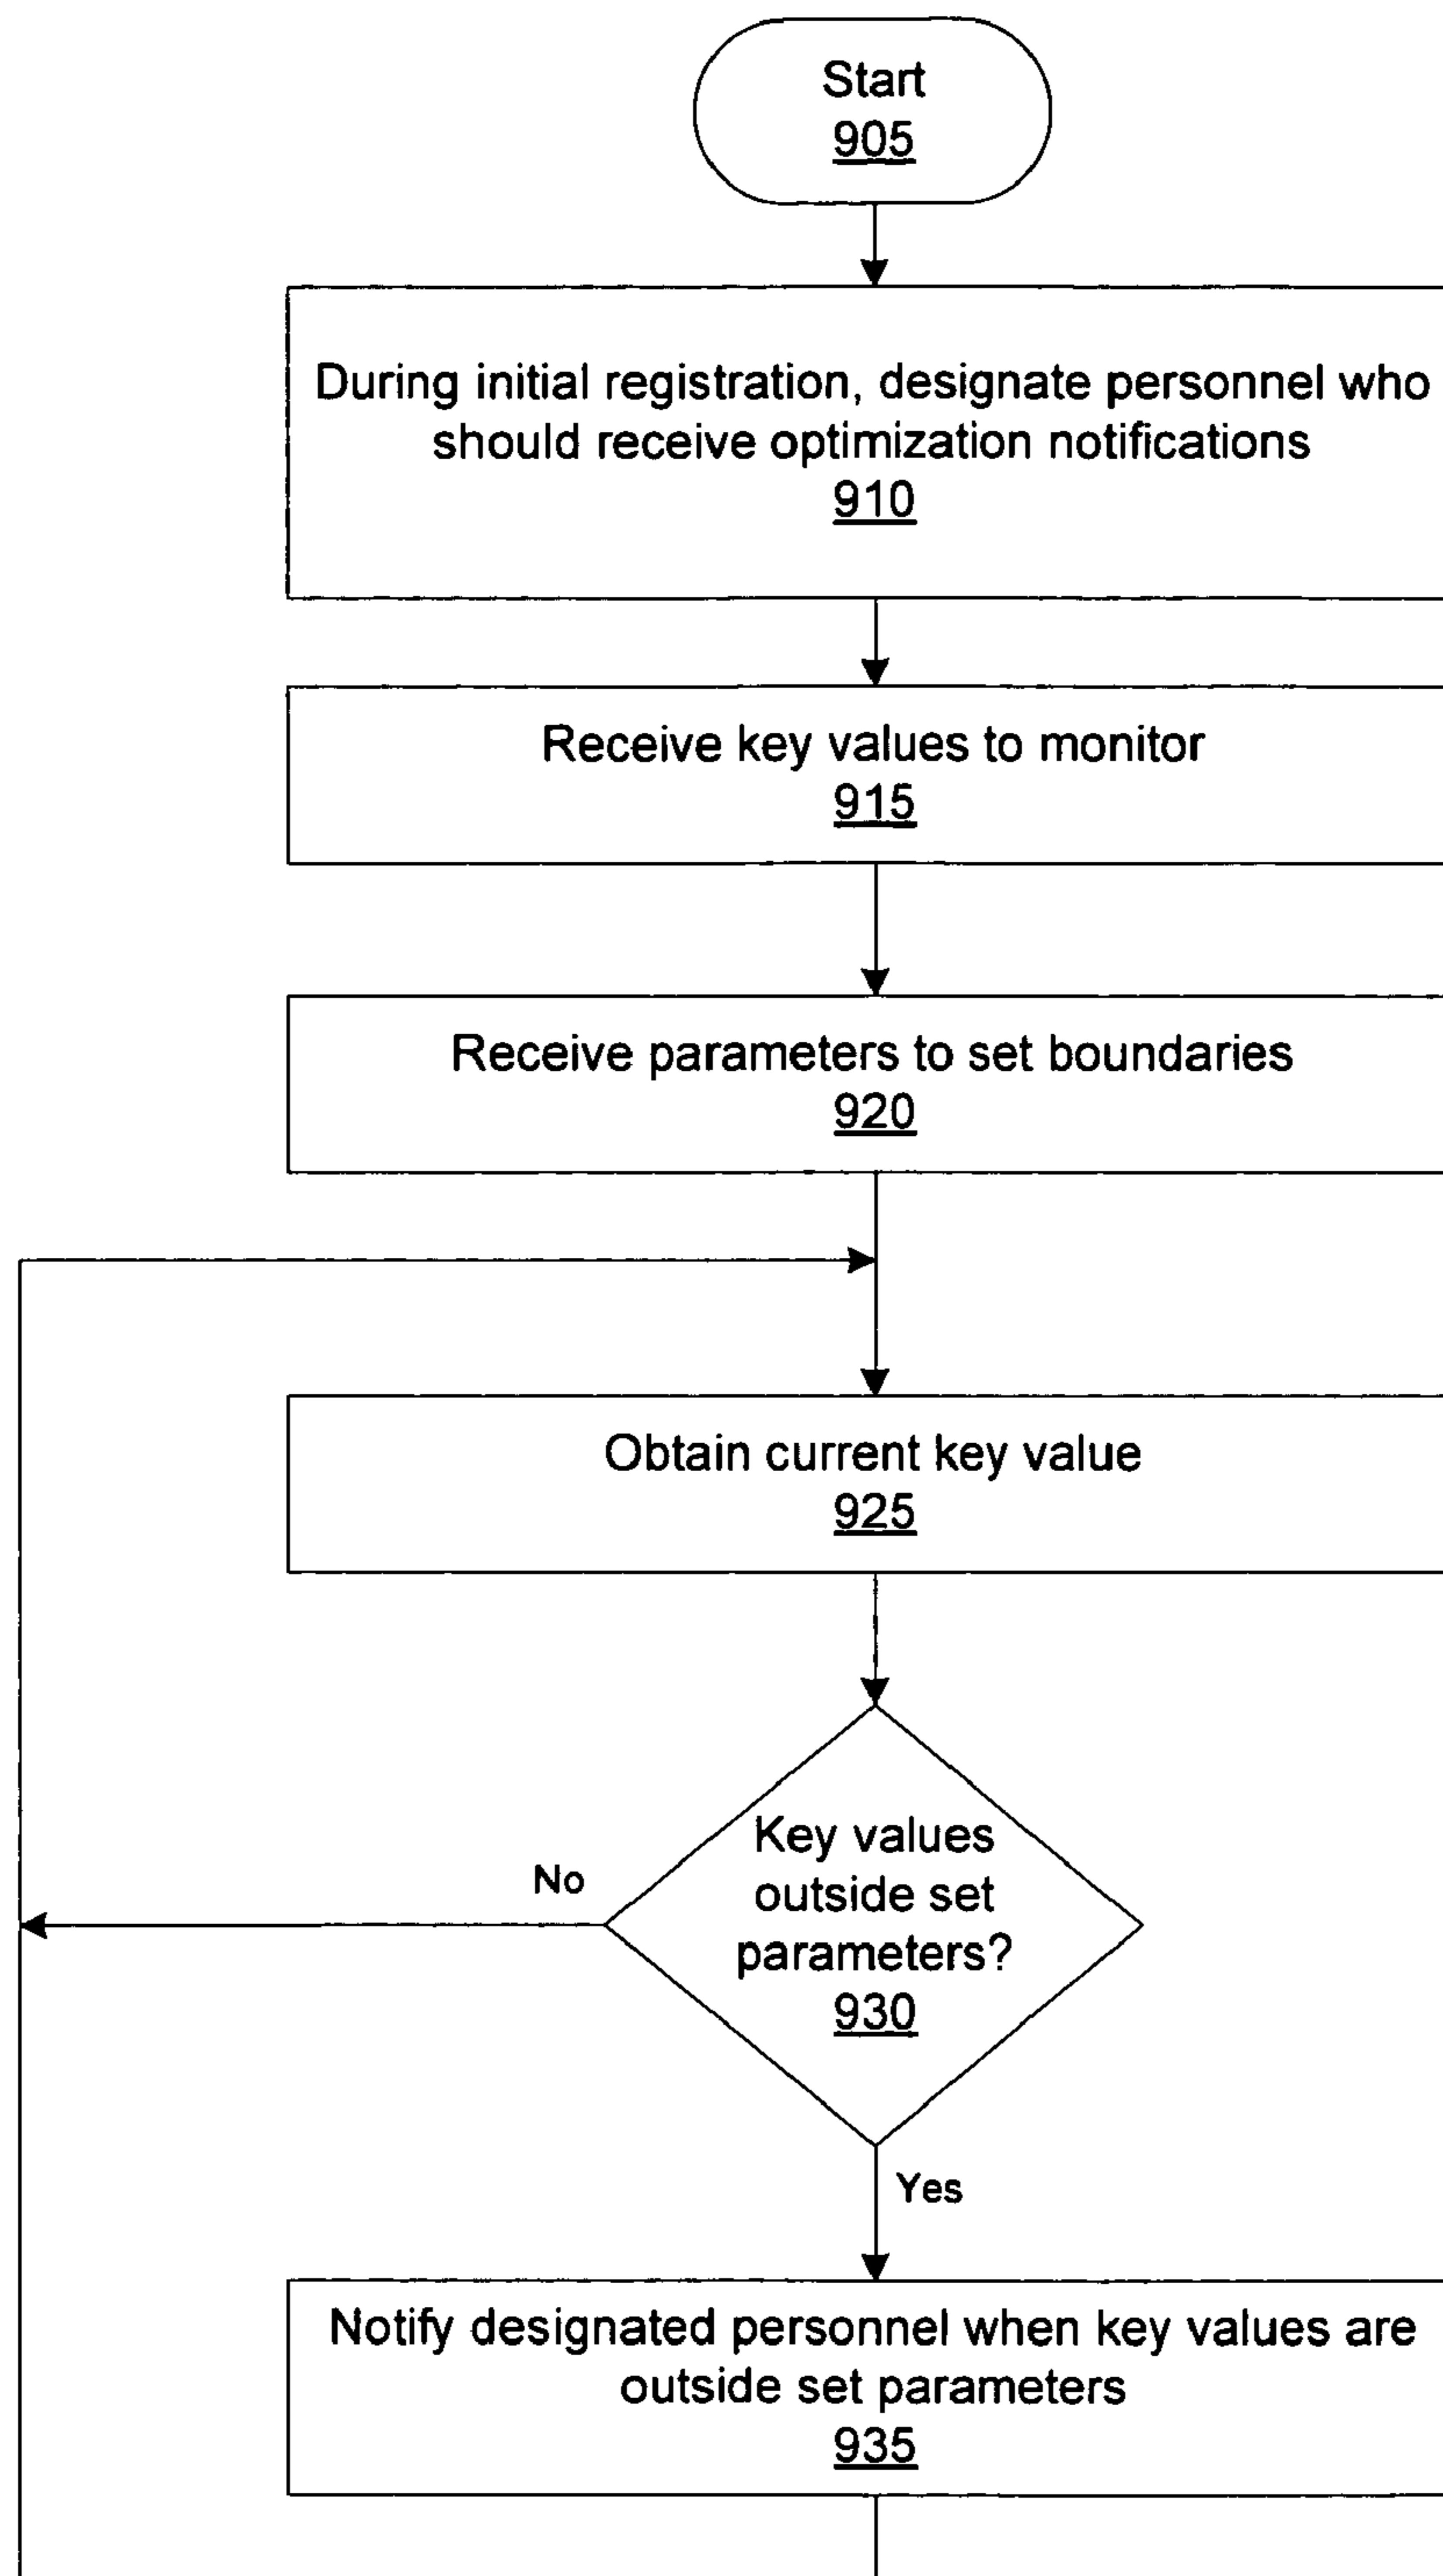 Start
905
During initial registration, designate personnel who
should receive optimization notifications
910
Receive key values to monitor
915
Receive parameters to set boundaries
920
Obtain current key value
925
Key values
outside set
parameters?
930
No
Yes
Notify designated personnel when key values are
outside set parameters
935